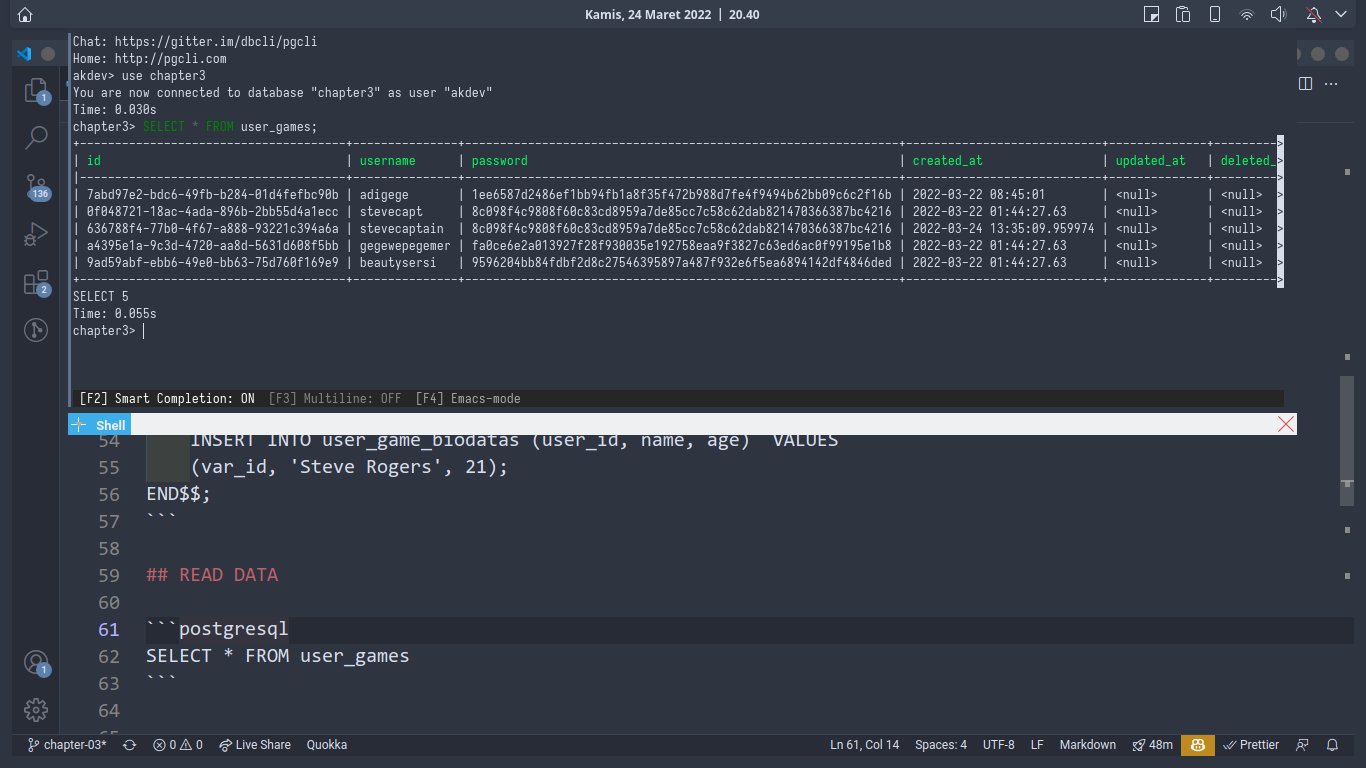 Kamis, 24 Maret 2022 | 20.40
Chat: https://gitter.im/dbcli/pgcli
Home: http://pgcli.com
akdev> use chapter3
You are now connected to database "chapter3" as user "akdev"
Time: 0.030s
chapter3> SELECT * FROM user_games;
| id | username | password | created_at | updated_at | deleted_>
| 7abd97e2-bdc6-49fb-b284-01d4fefbc90b | adigege | 1ee6587d2486ef1bb94fb1a8f35f472b988d7fe4f9494b62bb09c6c2f16b | 2022-03-22 08:45:01 | <null> | <null> >
| 0f048721-18ac-4ada-896b-2bb55d4a1ecc | stevecapt | 8c098f4c9808f60c83cd8959a7de85cc7c58c62dab821470366387bc4216 | 2022-03-22 01:44:27.63 | <null> | <null> >
| 636788f4-77b0-4f67-a888-93221c394a6a | stevecaptain | 8c098f4c9808f60c83cd8959a7de85cc7c58c62dab821470366387bc4216 | 2022-03-24 13:35:09.959974 | <null> | <null> >
| a4395e1a-9c3d-4720-aa8d-5631d608f5bb | gegewepegemer | fa0ce6e2a013927f28f930035e192758eaa9f3827c63ed6ac0f99195e1b8 | 2022-03-22 01:44:27.63 | <null> | <null> >
| 9ad59abf-ebb6-49e0-bb63-75d760f169e9 | beautysersi | 9596204bb84fdbf2d8c27546395897a487f932e6f5ea6894142df4846ded | 2022-03-22 01:44:27.63 | <null> | <null> >
SELECT 5
Time: 0.055s
chapter3>
[F2] Smart Completion: ON [F3] Multiline: OFF [F4] Emacs-mode
Shell
1
136
2
1
54 INSERT INTO user_game_biodatas (user_id, name, age) VALUES
55 (var_id, 'Steve Rogers', 21);
56 END$$;
57 ```
58
59 ## READ DATA
60
61 ```postgresql
62 SELECT * FROM user_games
63 ```
64
chapter-03* 0 0 Live Share Quokka Ln 61, Col 14 Spaces: 4 UTF-8 LF Markdown 48m Prettier